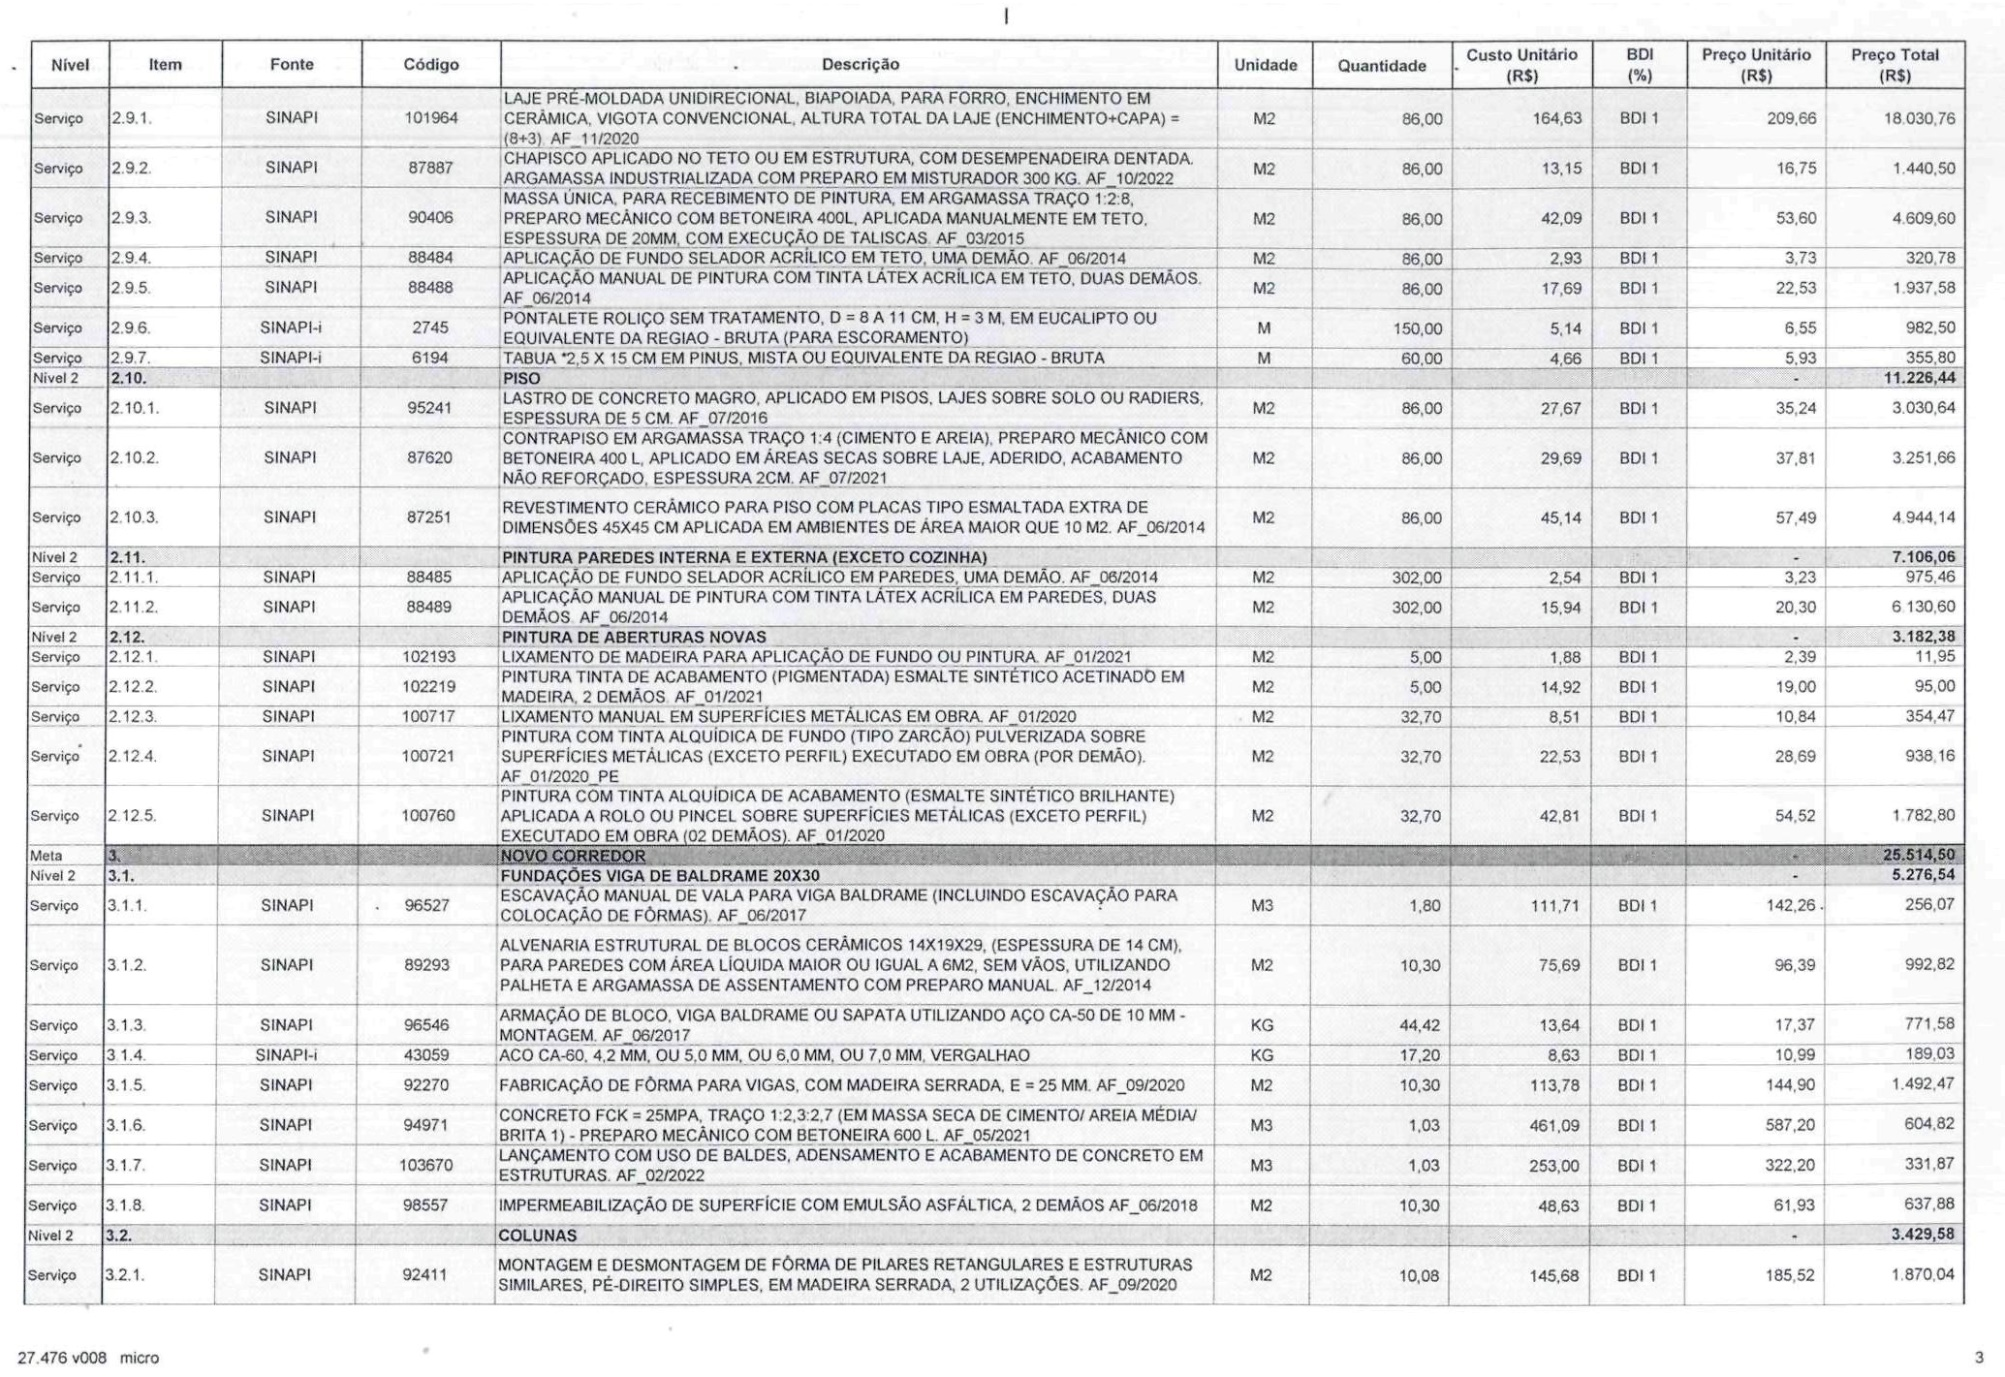 Nível Item Fonte Código Descrição Unidade Quantidade Custo Unitário (R$) BDI (%) Preço Unitário (R$) Preço Total (R$)
Serviço 2.9.1. SINAPI 101964 LAJE PRÉ-MOLDADA UNIDIRECIONAL, BIAPOIADA, PARA FORRO, ENCHIMENTO EM
CERÂMICA, VIGOTA CONVENCIONAL, ALTURA TOTAL DA LAJE (ENCHIMENTO+CAPA) =
(8+3). AF_11/2020 M2 86,00 164,63 BDI 1 209,66 18.030,76
Serviço 2.9.2. SINAPI 87887 CHAPISCO APLICADO NO TETO OU EM ESTRUTURA, COM DESEMPENADEIRA DENTADA.
ARGAMASSA INDUSTRIALIZADA COM PREPARO EM MISTURADOR 300 KG. AF_10/2022 M2 86,00 13,15 BDI 1 16,75 1.440,50
Serviço 2.9.3. SINAPI 90406 MASSA ÚNICA, PARA RECEBIMENTO DE PINTURA, EM ARGAMASSA TRAÇO 1:2:8,
PREPARO MECÂNICO COM BETONEIRA 400L, APLICADA MANUALMENTE EM TETO,
ESPESSURA DE 20MM, COM EXECUÇÃO DE TALISCAS. AF_03/2015 M2 86,00 42,09 BDI 1 53,60 4.609,60
Serviço 2.9.4. SINAPI 88484 APLICAÇÃO DE FUNDO SELADOR ACRÍLICO EM TETO, UMA DEMÃO. AF_06/2014 M2 86,00 2,93 BDI 1 3,73 320,78
Serviço 2.9.5. SINAPI 88488 APLICAÇÃO MANUAL DE PINTURA COM TINTA LÁTEX ACRÍLICA EM TETO, DUAS DEMÃOS.
AF_06/2014 M2 86,00 17,69 BDI 1 22,53 1.937,58
Serviço 2.9.6. SINAPI-i 2745 PONTALETE ROLIÇO SEM TRATAMENTO, D = 8 A 11 CM, H = 3 M, EM EUCALIPTO OU
EQUIVALENTE DA REGIAO - BRUTA (PARA ESCORAMENTO) M 150,00 5,14 BDI 1 6,55 982,50
Serviço 2.9.7. SINAPI-i 6194 TABUA *2,5 X 15 CM EM PINUS, MISTA OU EQUIVALENTE DA REGIAO - BRUTA M 60,00 4,66 BDI 1 5,93 355,80
Nível 2 2.10. PISO - 11.226,44
Serviço 2.10.1. SINAPI 95241 LASTRO DE CONCRETO MAGRO, APLICADO EM PISOS, LAJES SOBRE SOLO OU RADIERS,
ESPESSURA DE 5 CM. AF_07/2016 M2 86,00 27,67 BDI 1 35,24 3.030,64
Serviço 2.10.2. SINAPI 87620 CONTRAPISO EM ARGAMASSA TRAÇO 1:4 (CIMENTO E AREIA), PREPARO MECÂNICO COM
BETONEIRA 400 L, APLICADO EM ÁREAS SECAS SOBRE LAJE, ADERIDO, ACABAMENTO
NÃO REFORÇADO, ESPESSURA 2CM. AF_07/2021 M2 86,00 29,69 BDI 1 37,81 3.251,66
Serviço 2.10.3. SINAPI 87251 REVESTIMENTO CERÂMICO PARA PISO COM PLACAS TIPO ESMALTADA EXTRA DE
DIMENSÕES 45X45 CM APLICADA EM AMBIENTES DE ÁREA MAIOR QUE 10 M2. AF_06/2014 M2 86,00 45,14 BDI 1 57,49 4.944,14
Nível 2 2.11. PINTURA PAREDES INTERNA E EXTERNA (EXCETO COZINHA) - 7.106,06
Serviço 2.11.1. SINAPI 88485 APLICAÇÃO DE FUNDO SELADOR ACRÍLICO EM PAREDES, UMA DEMÃO. AF_06/2014 M2 302,00 2,54 BDI 1 3,23 975,46
Serviço 2.11.2. SINAPI 88489 APLICAÇÃO MANUAL DE PINTURA COM TINTA LÁTEX ACRÍLICA EM PAREDES, DUAS
DEMÃOS. AF_06/2014 M2 302,00 15,94 BDI 1 20,30 6.130,60
Nível 2 2.12. PINTURA DE ABERTURAS NOVAS - 3.182,38
Serviço 2.12.1. SINAPI 102193 LIXAMENTO DE MADEIRA PARA APLICAÇÃO DE FUNDO OU PINTURA. AF_01/2021 M2 5,00 1,88 BDI 1 2,39 11,95
Serviço 2.12.2. SINAPI 102219 PINTURA TINTA DE ACABAMENTO (PIGMENTADA) ESMALTE SINTÉTICO ACETINADO EM
MADEIRA, 2 DEMÃOS. AF_01/2021 M2 5,00 14,92 BDI 1 19,00 95,00
Serviço 2.12.3. SINAPI 100717 LIXAMENTO MANUAL EM SUPERFÍCIES METÁLICAS EM OBRA. AF_01/2020 M2 32,70 8,51 BDI 1 10,84 354,47
Serviço 2.12.4. SINAPI 100721 PINTURA COM TINTA ALQUÍDICA DE FUNDO (TIPO ZARCÃO) PULVERIZADA SOBRE
SUPERFÍCIES METÁLICAS (EXCETO PERFIL) EXECUTADO EM OBRA (POR DEMÃO).
AF_01/2020_PE M2 32,70 22,53 BDI 1 28,69 938,16
Serviço 2.12.5. SINAPI 100760 PINTURA COM TINTA ALQUÍDICA DE ACABAMENTO (ESMALTE SINTÉTICO BRILHANTE)
APLICADA A ROLO OU PINCEL SOBRE SUPERFÍCIES METÁLICAS (EXCETO PERFIL)
EXECUTADO EM OBRA (02 DEMÃOS). AF_01/2020 M2 32,70 42,81 BDI 1 54,52 1.782,80
Meta 3. NOVO CORREDOR - 25.514,50
Nível 2 3.1. FUNDAÇÕES VIGA DE BALDRAME 20X30 - 5.276,54
Serviço 3.1.1. SINAPI 96527 ESCAVAÇÃO MANUAL DE VALA PARA VIGA BALDRAME (INCLUINDO ESCAVAÇÃO PARA
COLOCAÇÃO DE FÔRMAS). AF_06/2017 M3 1,80 111,71 BDI 1 142,26 256,07
Serviço 3.1.2. SINAPI 89293 ALVENARIA ESTRUTURAL DE BLOCOS CERÂMICOS 14X19X29, (ESPESSURA DE 14 CM),
PARA PAREDES COM ÁREA LÍQUIDA MAIOR OU IGUAL A 6M2, SEM VÃOS, UTILIZANDO
PALHETA E ARGAMASSA DE ASSENTAMENTO COM PREPARO MANUAL. AF_12/2014 M2 10,30 75,69 BDI 1 96,39 992,82
Serviço 3.1.3. SINAPI 96546 ARMAÇÃO DE BLOCO, VIGA BALDRAME OU SAPATA UTILIZANDO AÇO CA-50 DE 10 MM -
MONTAGEM. AF_06/2017 KG 44,42 13,64 BDI 1 17,37 771,58
Serviço 3.1.4. SINAPI-i 43059 ACO CA-60, 4,2 MM, OU 5,0 MM, OU 6,0 MM, OU 7,0 MM, VERGALHAO KG 17,20 8,63 BDI 1 10,99 189,03
Serviço 3.1.5. SINAPI 92270 FABRICAÇÃO DE FÔRMA PARA VIGAS, COM MADEIRA SERRADA, E = 25 MM. AF_09/2020 M2 10,30 113,78 BDI 1 144,90 1.492,47
Serviço 3.1.6. SINAPI 94971 CONCRETO FCK = 25MPA, TRAÇO 1:2,3:2,7 (EM MASSA SECA DE CIMENTO/ AREIA MÉDIA/
BRITA 1) - PREPARO MECÂNICO COM BETONEIRA 600 L. AF_05/2021 M3 1,03 461,09 BDI 1 587,20 604,82
Serviço 3.1.7. SINAPI 103670 LANÇAMENTO COM USO DE BALDES, ADENSAMENTO E ACABAMENTO DE CONCRETO EM
ESTRUTURAS. AF_02/2022 M3 1,03 253,00 BDI 1 322,20 331,87
Serviço 3.1.8. SINAPI 98557 IMPERMEABILIZAÇÃO DE SUPERFÍCIE COM EMULSÃO ASFÁLTICA, 2 DEMÃOS AF_06/2018 M2 10,30 48,63 BDI 1 61,93 637,88
Nível 2 3.2. COLUNAS - 3.429,58
Serviço 3.2.1. SINAPI 92411 MONTAGEM E DESMONTAGEM DE FÔRMA DE PILARES RETANGULARES E ESTRUTURAS
SIMILARES, PÉ-DIREITO SIMPLES, EM MADEIRA SERRADA, 2 UTILIZAÇÕES. AF_09/2020 M2 10,08 145,68 BDI 1 185,52 1.870,04
27.476 v008 micro 3